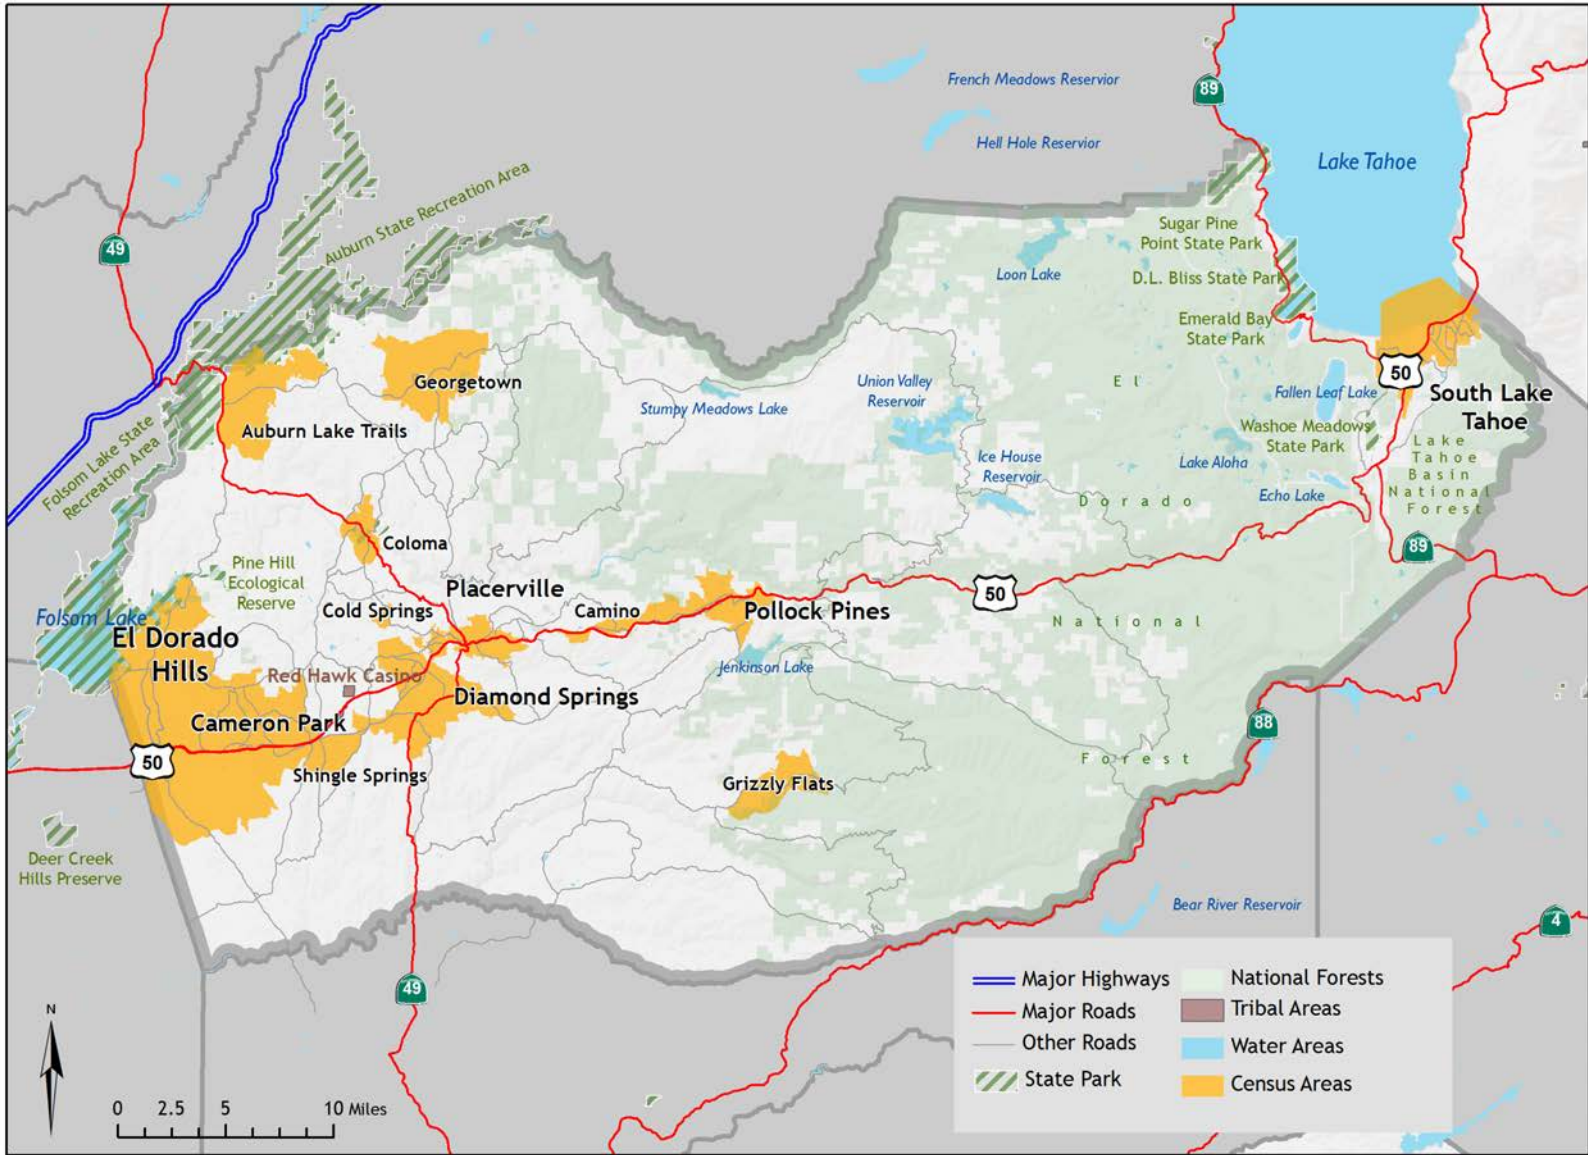 French Meadows Reservior
89
Hell Hole Reservior
Lake Tahoe
Auburn State Recreation Area
49
Sugar Pine
Point State Park
Loon Lake
D.L. Bliss State Park
Emerald Bay
State Park
Georgetown
Union Valley
Reservoir
El
50
Stumpy Meadows Lake
Fallen Leaf Lake
South Lake
Tahoe
Auburn Lake Trails
Washoe Meadows
State Park
Folsom Lake State
Recreation Area
Ice House
Reservoir
Lake Aloha
Lake
Tahoe
Basin
National
Forest
Echo Lake
Dorado
Coloma
89
Pine Hill
Ecological
Reserve
Placerville
50
Cold Springs
Camino
Pollock Pines
Folsom Lake
National
El Dorado
Hills
Jenkinson Lake
Red Hawk Casino
Diamond Springs
Cameron Park
88
50
Shingle Springs
Forest
Grizzly Flats
Deer Creek
Hills Preserve
Bear River Reservoir
4
49
N
0 2.5 5 10 Miles
Major Highways
Major Roads
Other Roads
State Park
National Forests
Tribal Areas
Water Areas
Census Areas